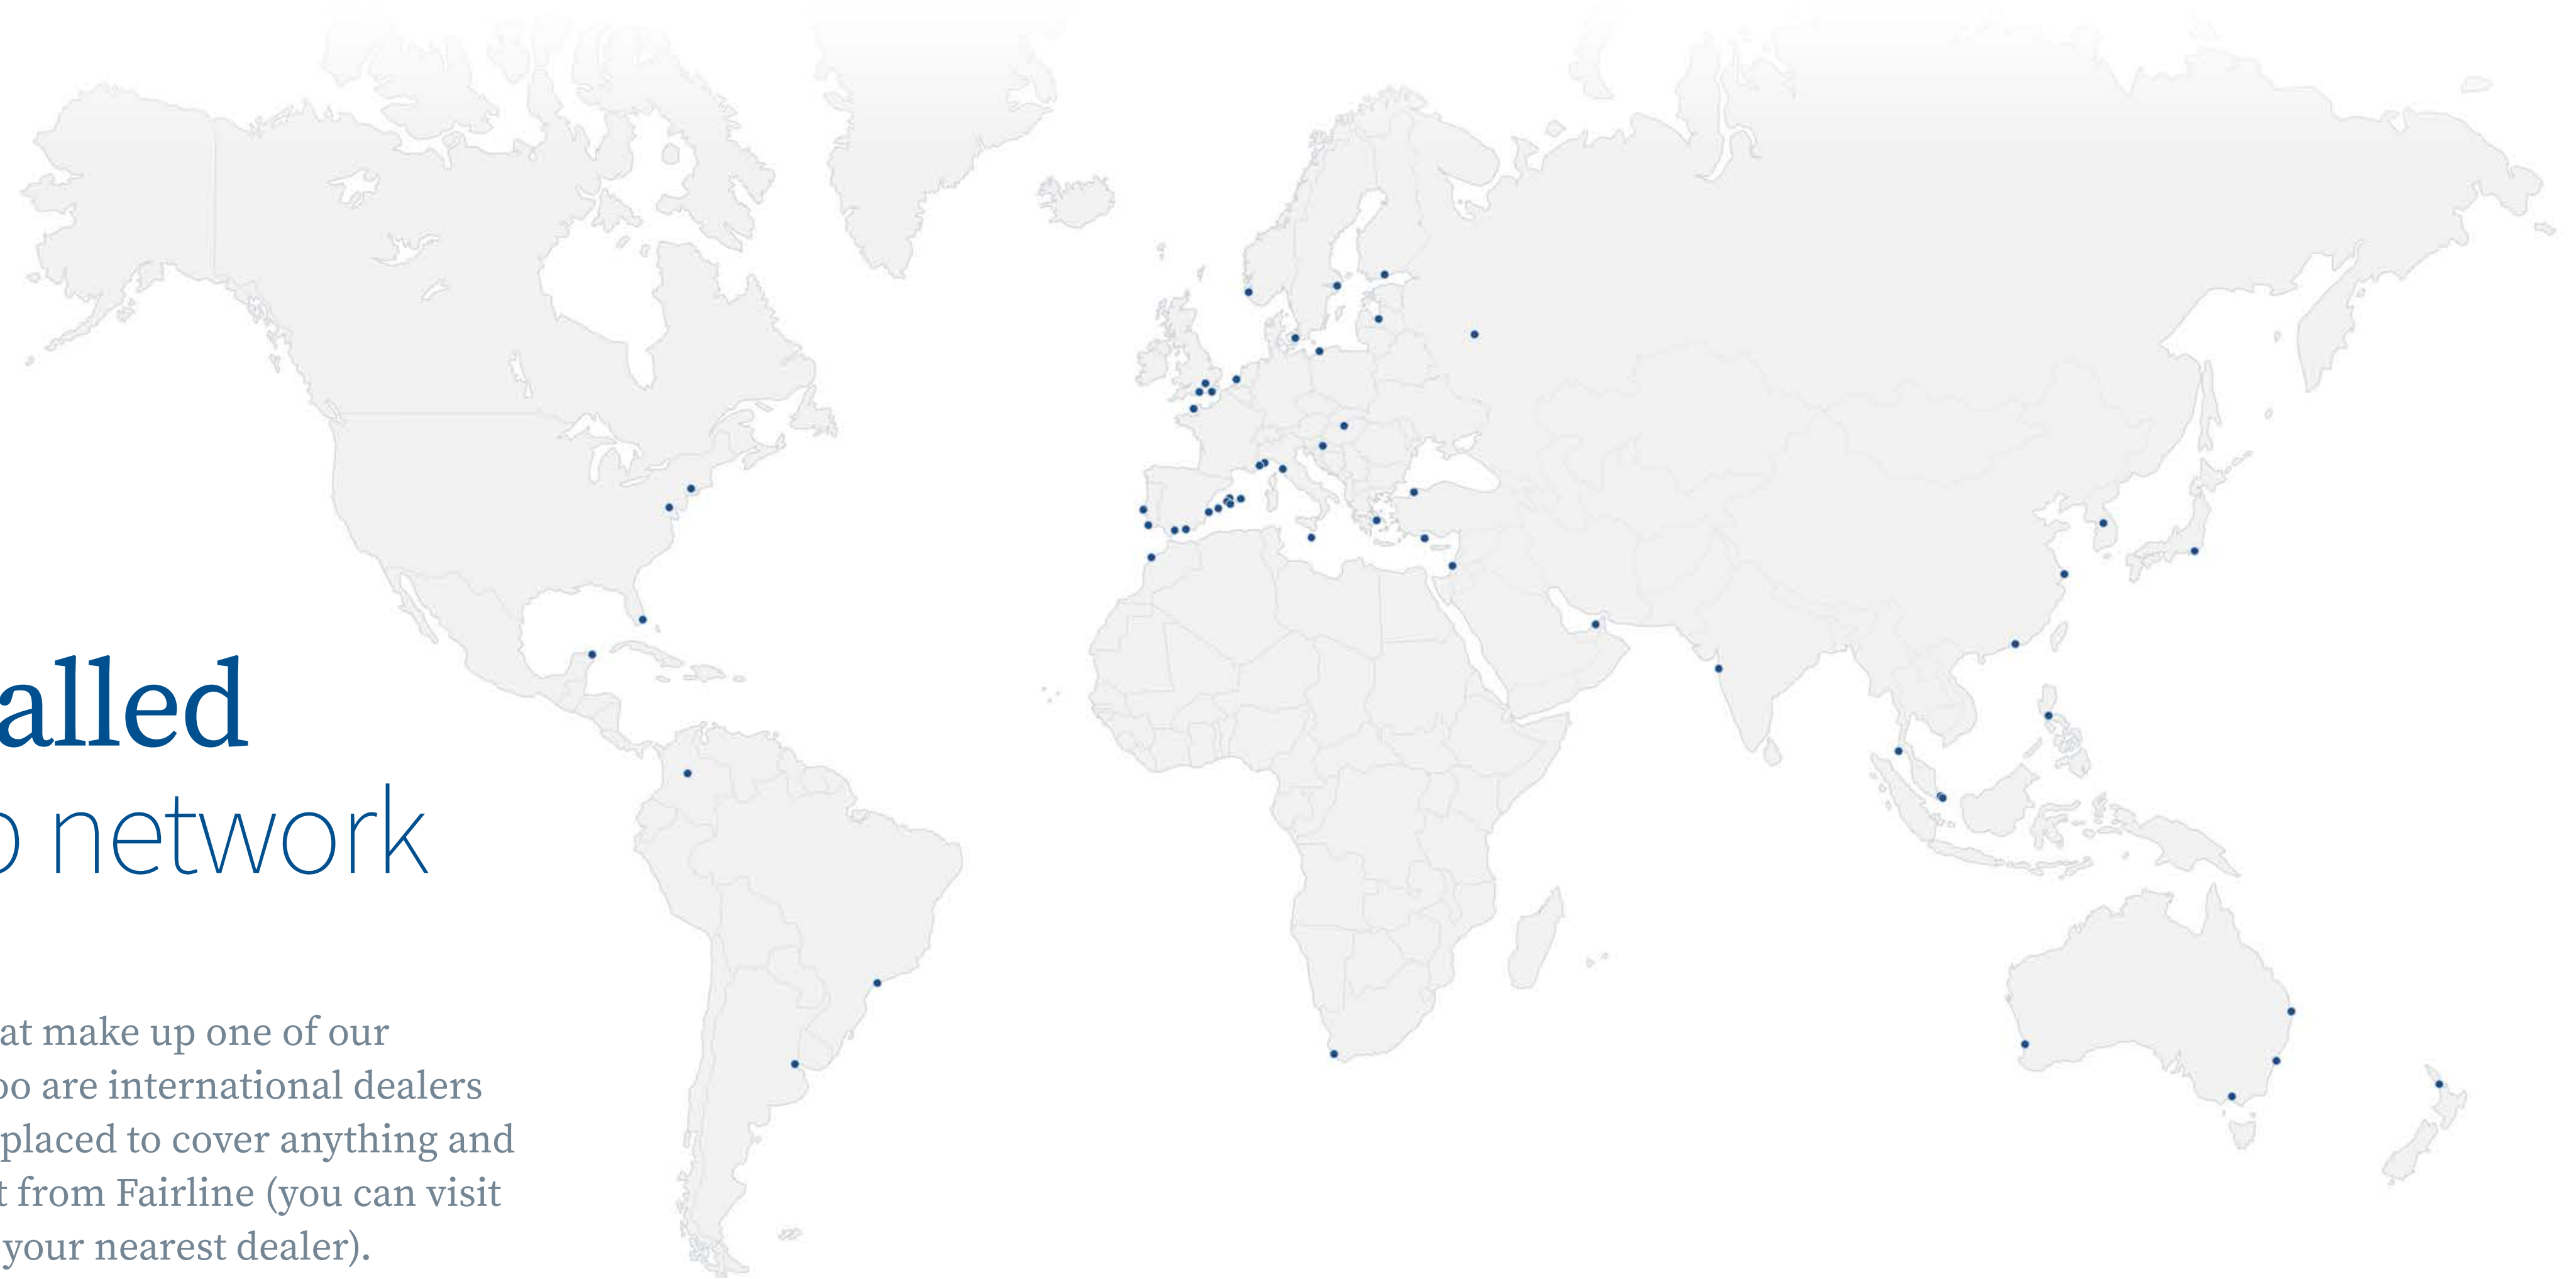 alled
network
at make up one of our
oo are international dealers
placed to cover anything and
t from Fairline (you can visit
your nearest dealer).